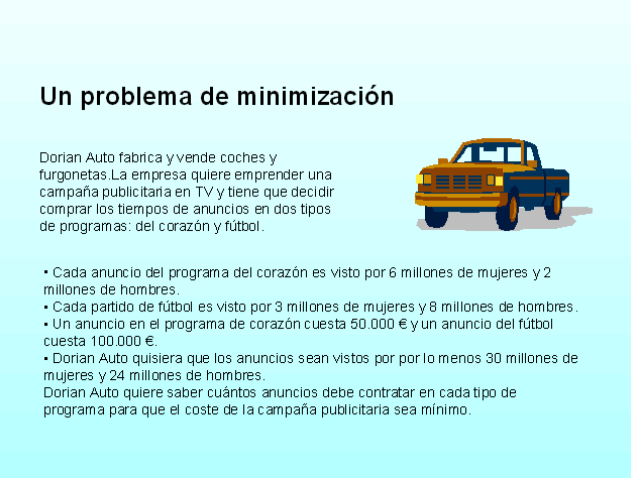 Un problema de minimización
Dorian Auto fabrica y vende coches y
furgonetas.La empresa quiere emprender una
campaña publicitaria en TV y tiene que decidir
comprar los tiempos de anuncios en dos tipos
de programas: del corazón y fútbol.
• Cada anuncio del programa del corazón es visto por 6 millones de mujeres y 2
millones de hombres.
• Cada partido de fútbol es visto por 3 millones de mujeres y 8 millones de hombres.
• Un anuncio en el programa de corazón cuesta 50.000 € y un anuncio del fútbol
cuesta 100.000 €.
• Dorian Auto quisiera que los anuncios sean vistos por por lo menos 30 millones de
mujeres y 24 millones de hombres.
Dorian Auto quiere saber cuántos anuncios debe contratar en cada tipo de
programa para que el coste de la campaña publicitaria sea mínimo.